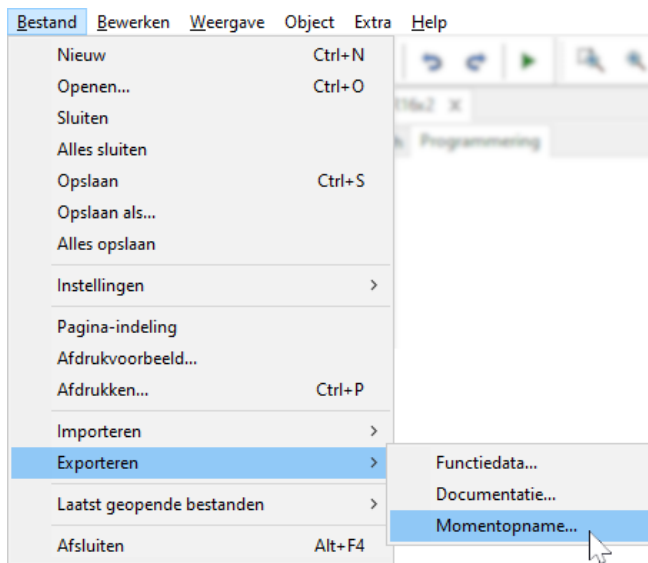 Bestand Bewerken Weergave Object Extra Help
Nieuw Ctrl+N
Openen... Ctrl+O
Sluiten
Alles sluiten
Opslaan Ctrl+S
Opslaan als...
Alles opslaan
Instellingen
Pagina-indeling
Afdrukvoorbeeld...
Afdrukken... Ctrl+P
Importeren
Exporteren
Laatst geopende bestanden
Afsluiten Alt+F4
Programmering
Functiedata...
Documentatie...
Momentopname...